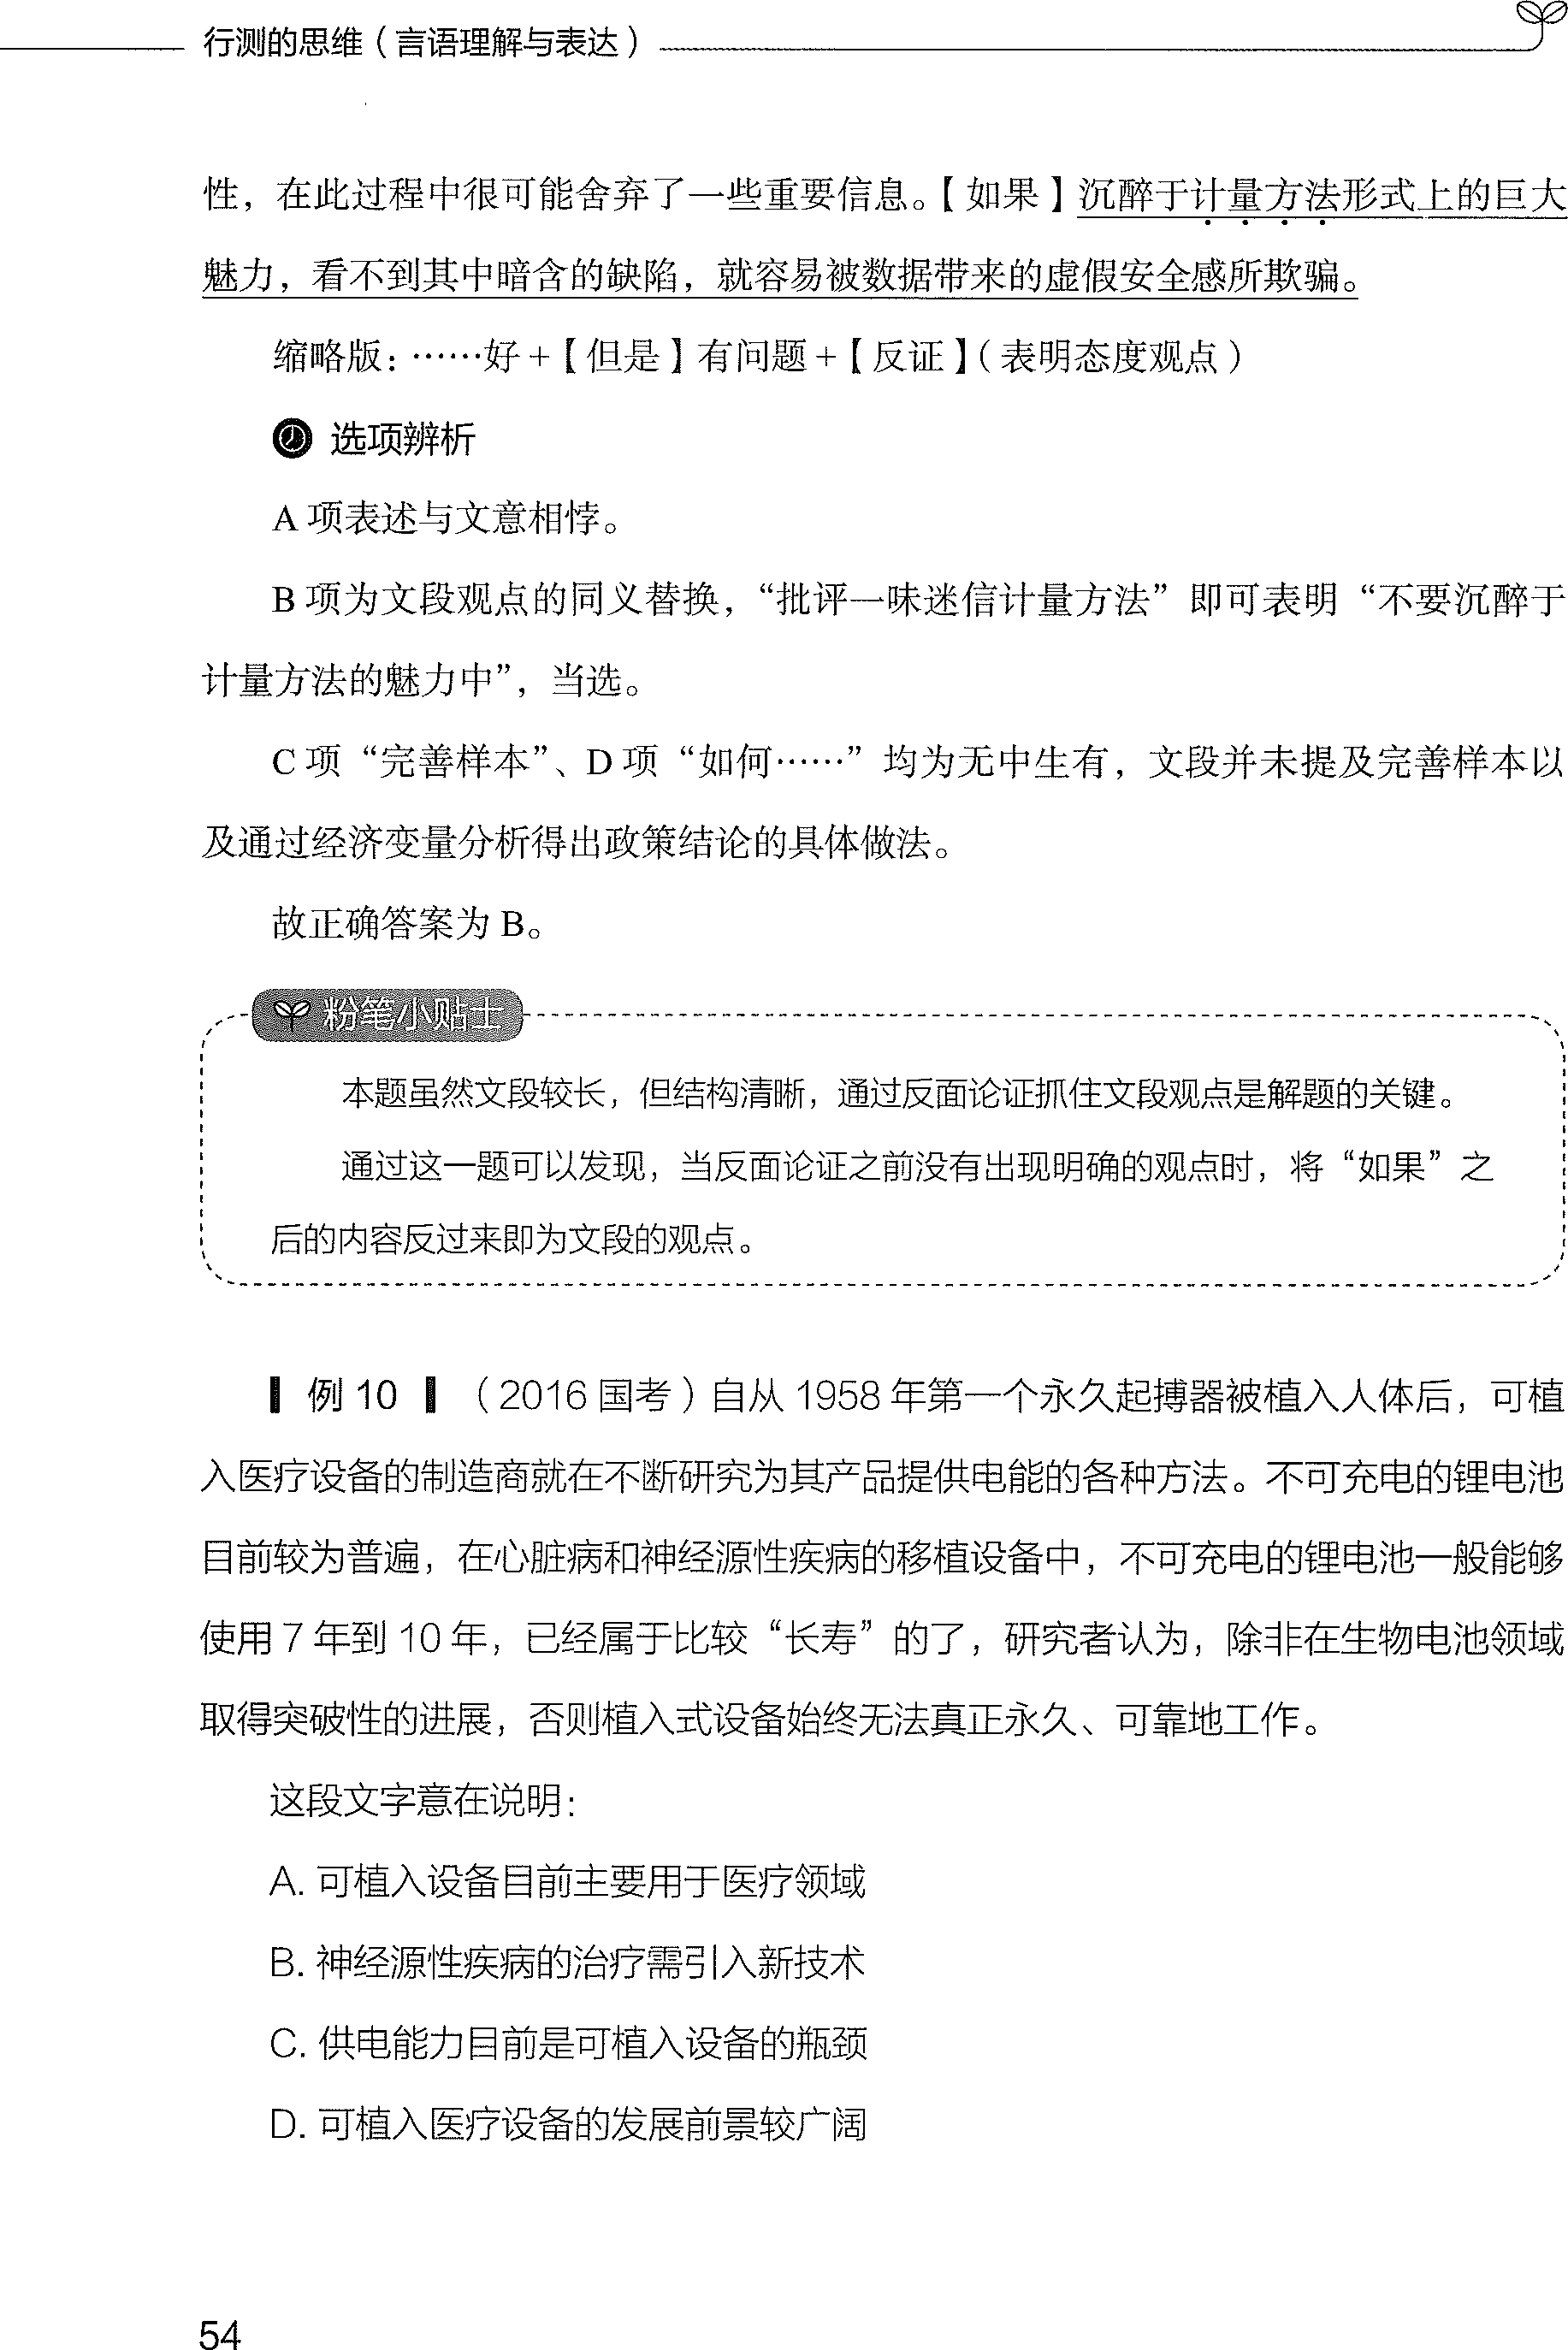 行测的思维（言语理解与表达）
性，在此过程中很可能舍弃了一些重要信息。【如果】沉醉于计量方法形式上的巨大
魅力，看不到其中暗含的缺陷，就容易被数据带来的虚假安全感所欺骗。
缩略版：……好+【但是】有问题+【反证】（表明态度观点）
选项辨析
A 项表述与文意相悖。
B 项为文段观点的同义替换，“批评一味迷信计量方法”即可表明“不要沉醉于
计量方法的魅力中”，当选。
C 项“完善样本”、D 项“如何……”均为无中生有，文段并未提及完善样本以
及通过经济变量分析得出政策结论的具体做法。
故正确答案为 B。
粉笔小贴士
本题虽然文段较长，但结构清晰，通过反面论证抓住文段观点是解题的关键。
通过这一题可以发现，当反面论证之前没有出现明确的观点时，将“如果”之
后的内容反过来即为文段的观点。
例 10 （2016 国考）自从 1958 年第一个永久起搏器被植入人体后，可植
入医疗设备的制造商就在不断研究为其产品提供电能的各种方法。不可充电的锂电池
目前较为普遍，在心脏病和神经源性疾病的移植设备中，不可充电的锂电池一般能够
使用 7 年到 10 年，已经属于比较“长寿”的了，研究者认为，除非在生物电池领域
取得突破性的进展，否则植入式设备始终无法真正永久、可靠地工作。
这段文字意在说明：
A. 可植入设备目前主要用于医疗领域
B. 神经源性疾病的治疗需引入新技术
C. 供电能力目前是可植入设备的瓶颈
D. 可植入医疗设备的发展前景较广阔
54